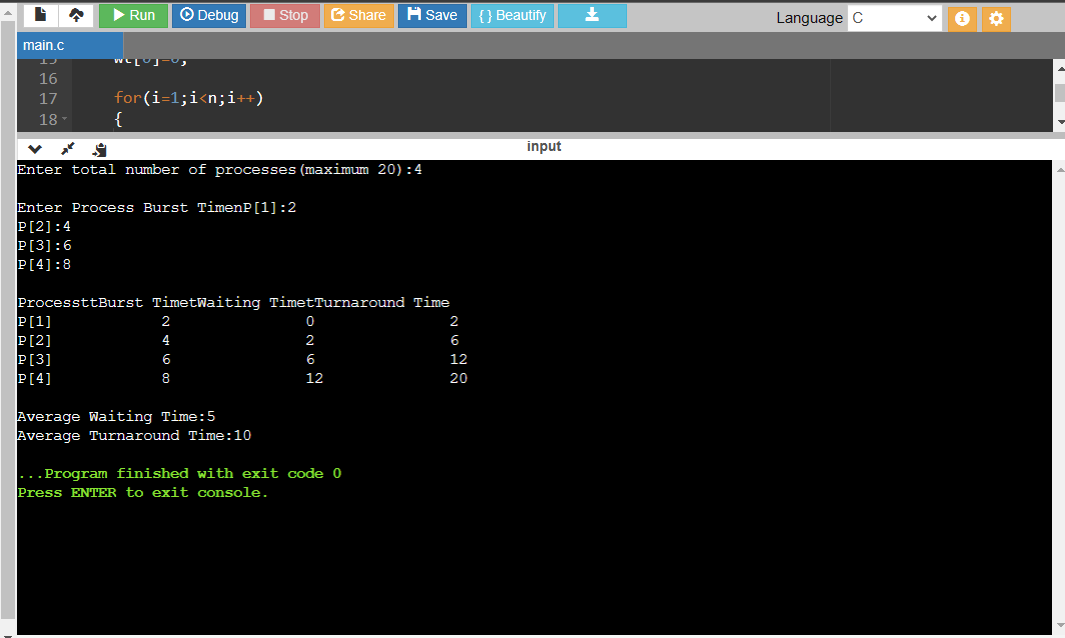 Run Debug Stop Share Save { } Beautify Language C
main.c
15 wt[0]=0;
16
17 for(i=1;i<n;i++)
18 {
input
Enter total number of processes(maximum 20):4
Enter Process Burst TimenP[1]:2
P[2]:4
P[3]:6
P[4]:8
ProcessttBurst TimetWaiting TimetTurnaround Time
P[1] 2 0 2
P[2] 4 2 6
P[3] 6 6 12
P[4] 8 12 20
Average Waiting Time:5
Average Turnaround Time:10
...Program finished with exit code 0
Press ENTER to exit console.